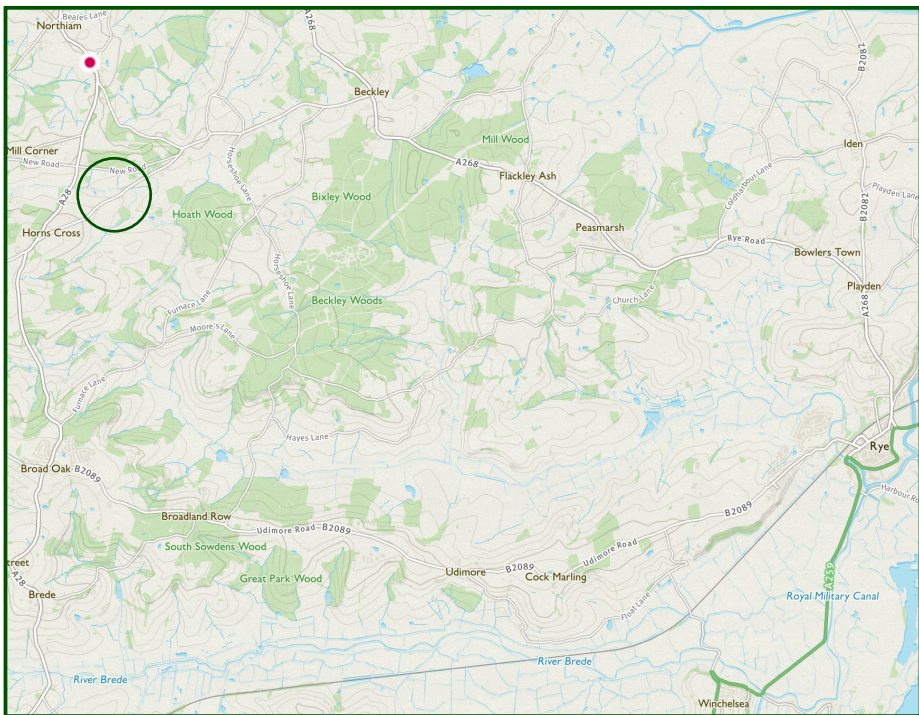 Beales Lane
Northiam
A268
B2082
Beckley
Mill Wood
Iden
Mill Corner
New Road
New Road
A268
Flackley Ash
Coldharbour Lane
Playden Lane
Horseshoe Lane
Bixley Wood
A28
Hoath Wood
B2082
Peasmarsh
Horns Cross
Rye Road
Bowlers Town
Horseshoe Lane
Playden
Furnace Lane
Beckley Woods
Church Lane
A268
Moore's Lane
Furnace Lane
Hayes Lane
Rye
Broad Oak
B2089
Harbour Ro
B2089
Broadland Row
Udimore Road
B2089
South Sowdens Wood
Udimore Road
treet
A28
Great Park Wood
Udimore
B2089
Cock Marling
A259
Brede
Float Lane
Royal Military Canal
River Brede
River Brede
Winchelsea